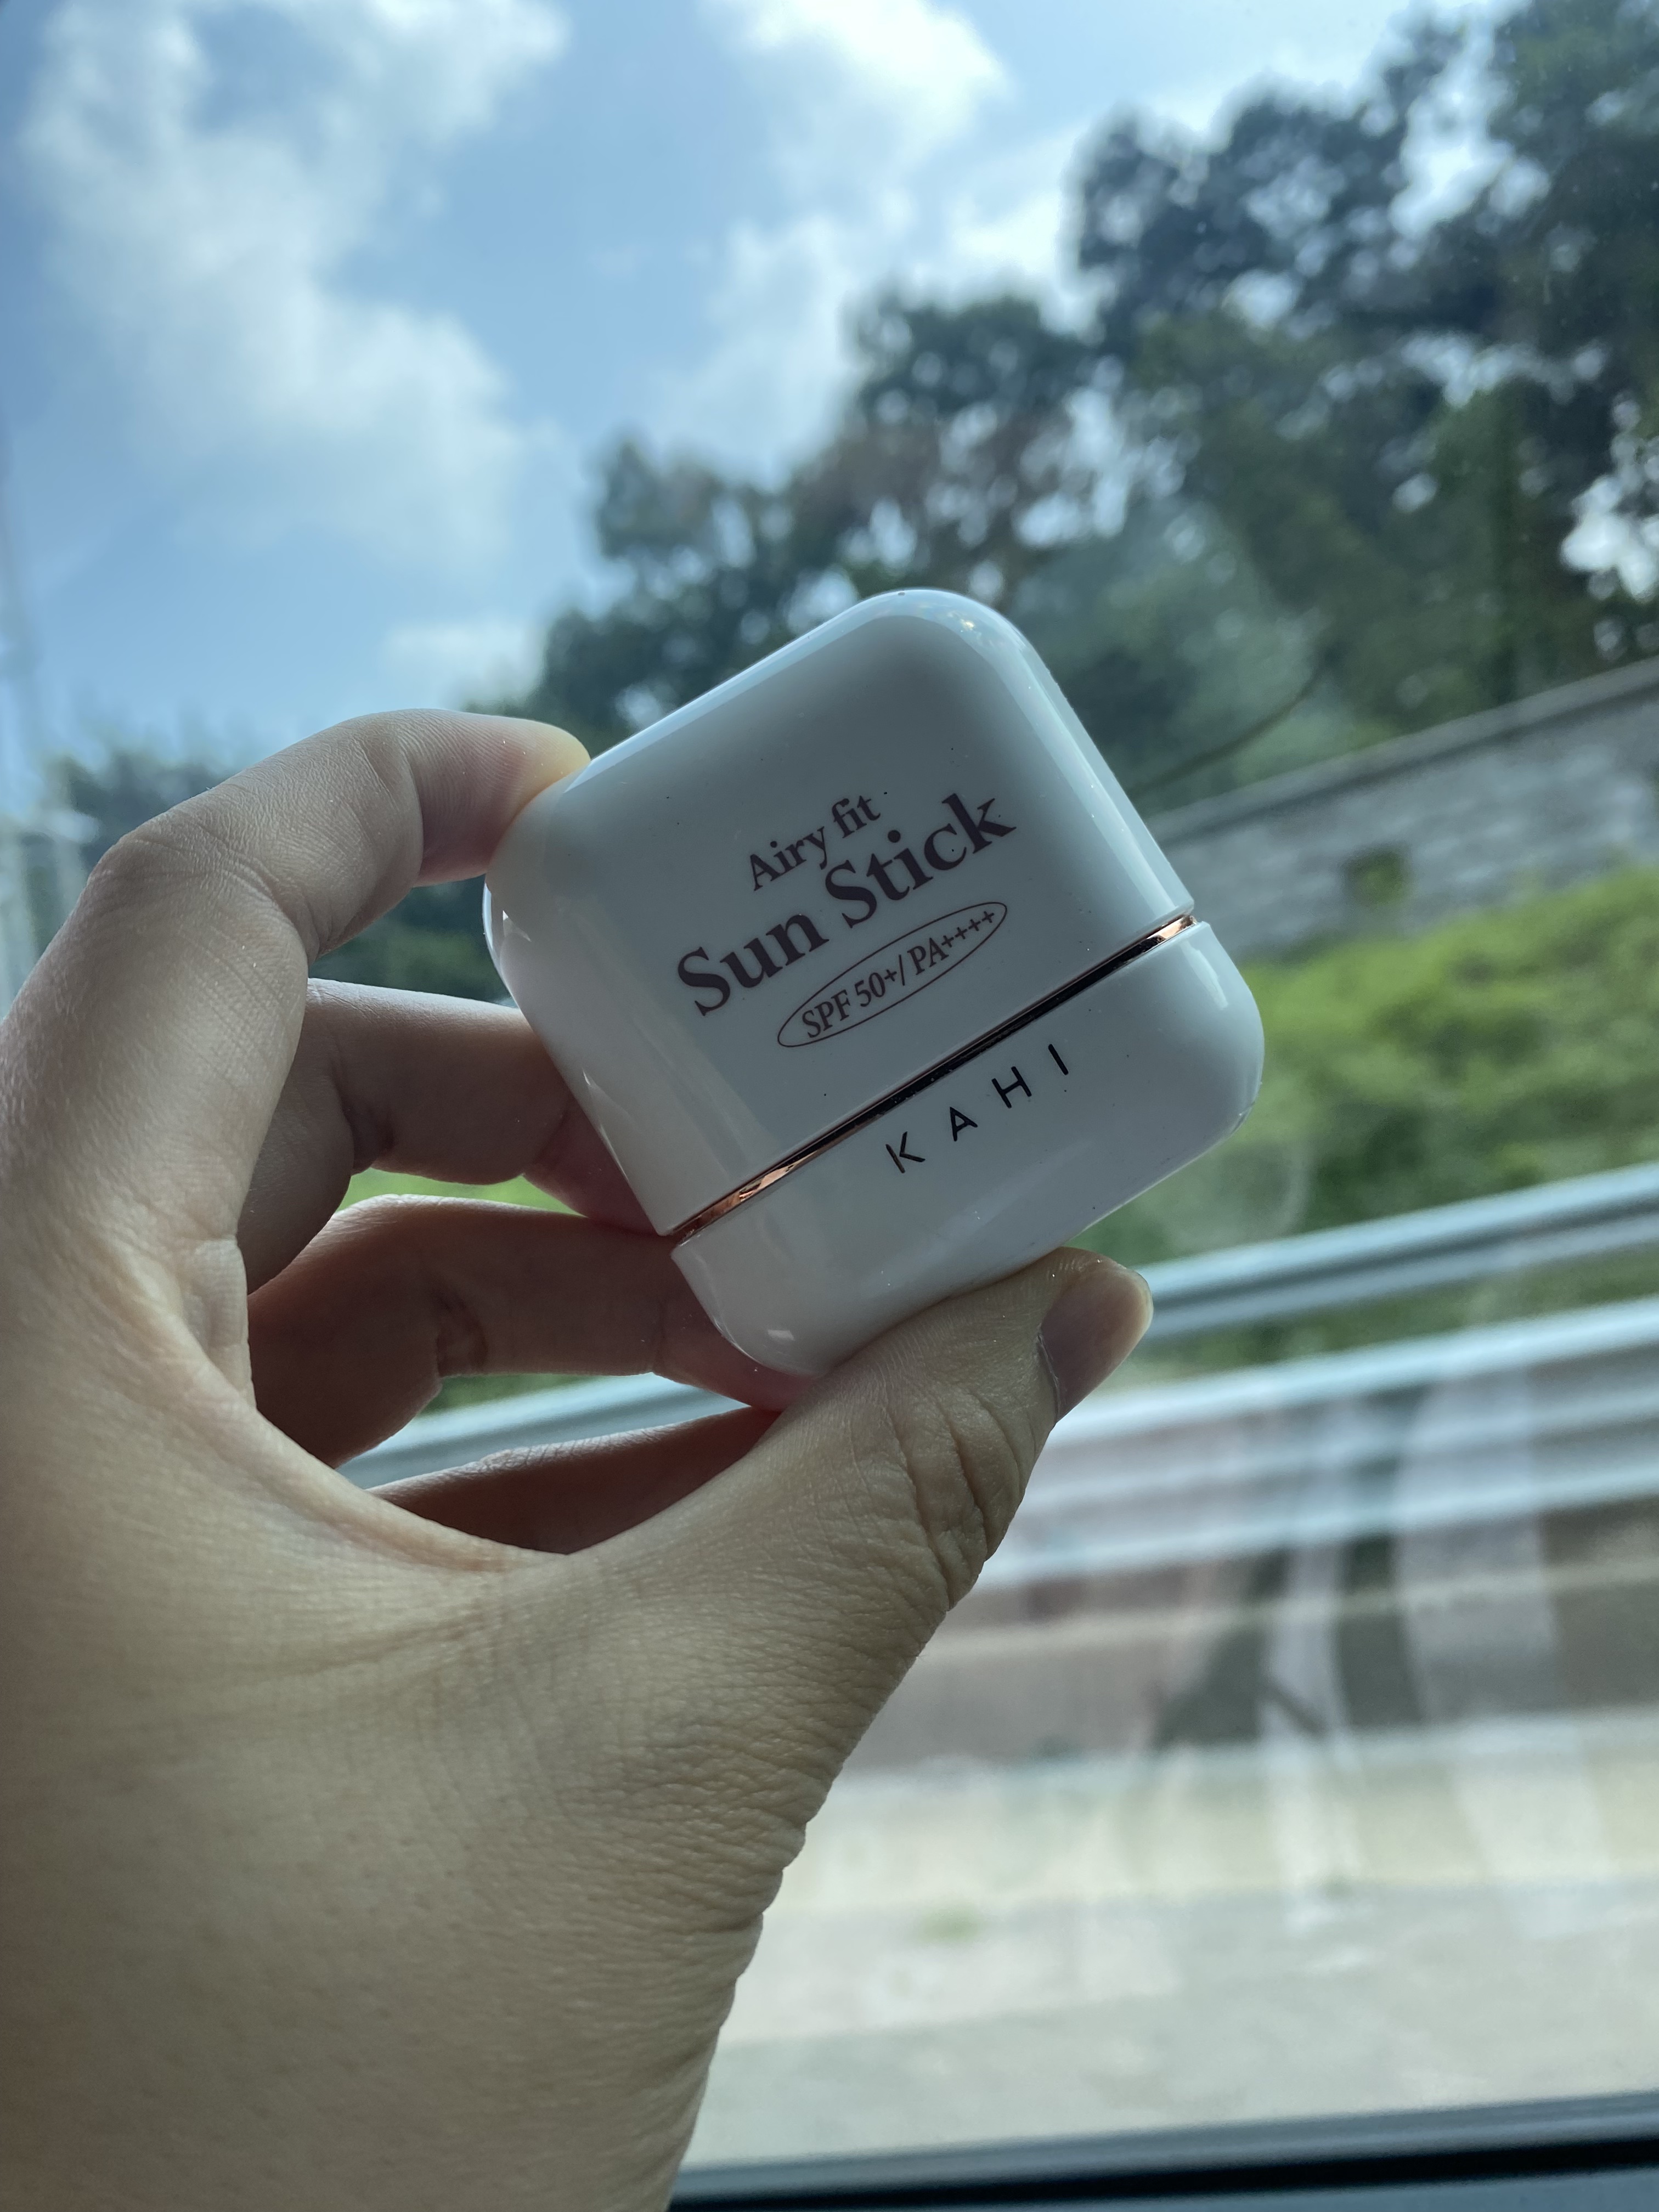 Airy fit
Sun Stick
SPF 50+/ PA++++
KAHI